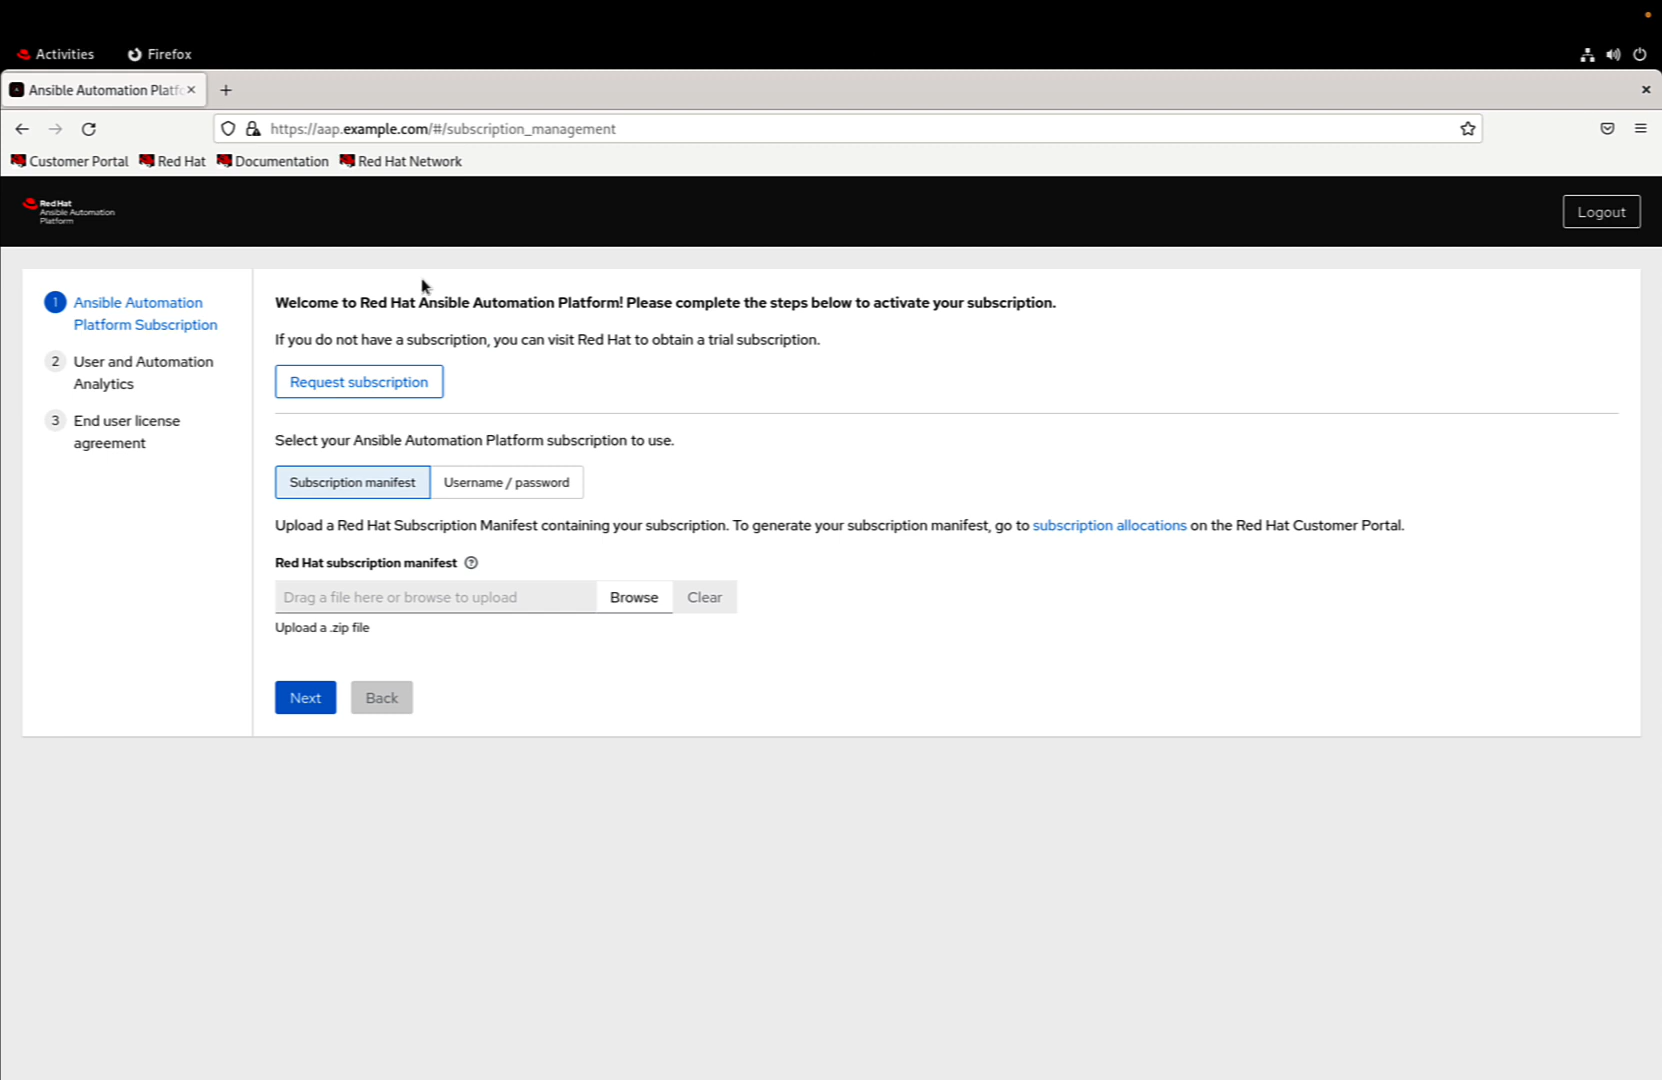 Activities Firefox
Ansible Automation Platfo
https://aap.example.com/#/subscription_management
Customer Portal Red Hat Documentation Red Hat Network
Red Hat
Ansible Automation
Platform
Logout
1 Ansible Automation
Platform Subscription
2 User and Automation
Analytics
3 End user license
agreement
Welcome to Red Hat Ansible Automation Platform! Please complete the steps below to activate your subscription.
If you do not have a subscription, you can visit Red Hat to obtain a trial subscription.
Request subscription
Select your Ansible Automation Platform subscription to use.
Subscription manifest Username / password
Upload a Red Hat Subscription Manifest containing your subscription. To generate your subscription manifest, go to subscription allocations on the Red Hat Customer Portal.
Red Hat subscription manifest
Drag a file here or browse to upload Browse Clear
Upload a .zip file
Next Back